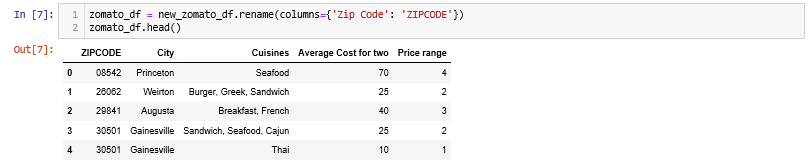 In [7]: 1 zomato_df = new_zomato_df.rename(columns={'Zip Code': 'ZIPCODE'})
2 zomato_df.head()
Out[7]:
ZIPCODE City Cuisines Average Cost for two Price range
0 08542 Princeton Seafood 70 4
1 26062 Weirton Burger, Greek, Sandwich 25 2
2 29841 Augusta Breakfast, French 40 3
3 30501 Gainesville Sandwich, Seafood, Cajun 25 2
4 30501 Gainesville Thai 10 1